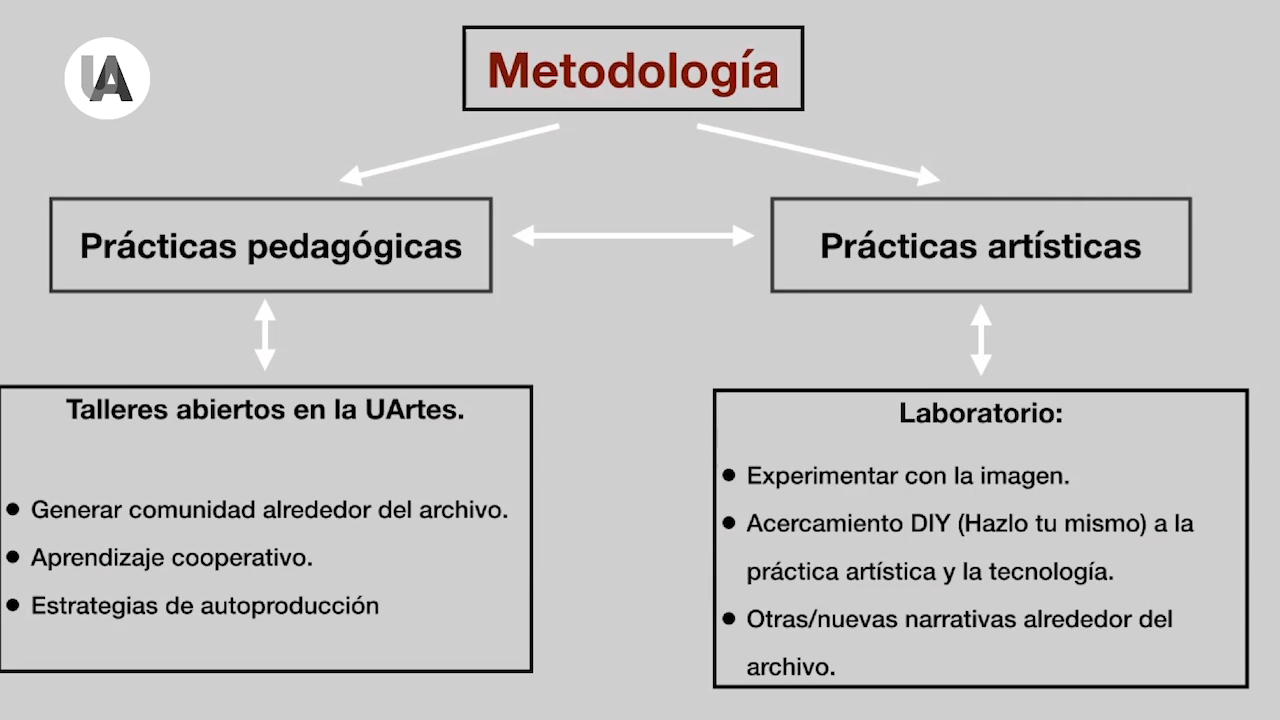 UA
Metodología
Prácticas pedagógicas
Prácticas artísticas
Talleres abiertos en la UArtes.
Generar comunidad alrededor del archivo.
Aprendizaje cooperativo.
Estrategias de autoproducción
Laboratorio:
Experimentar con la imagen.
Acercamiento DIY (Hazlo tu mismo) a la
práctica artística y la tecnología.
Otras/nuevas narrativas alrededor del
archivo.